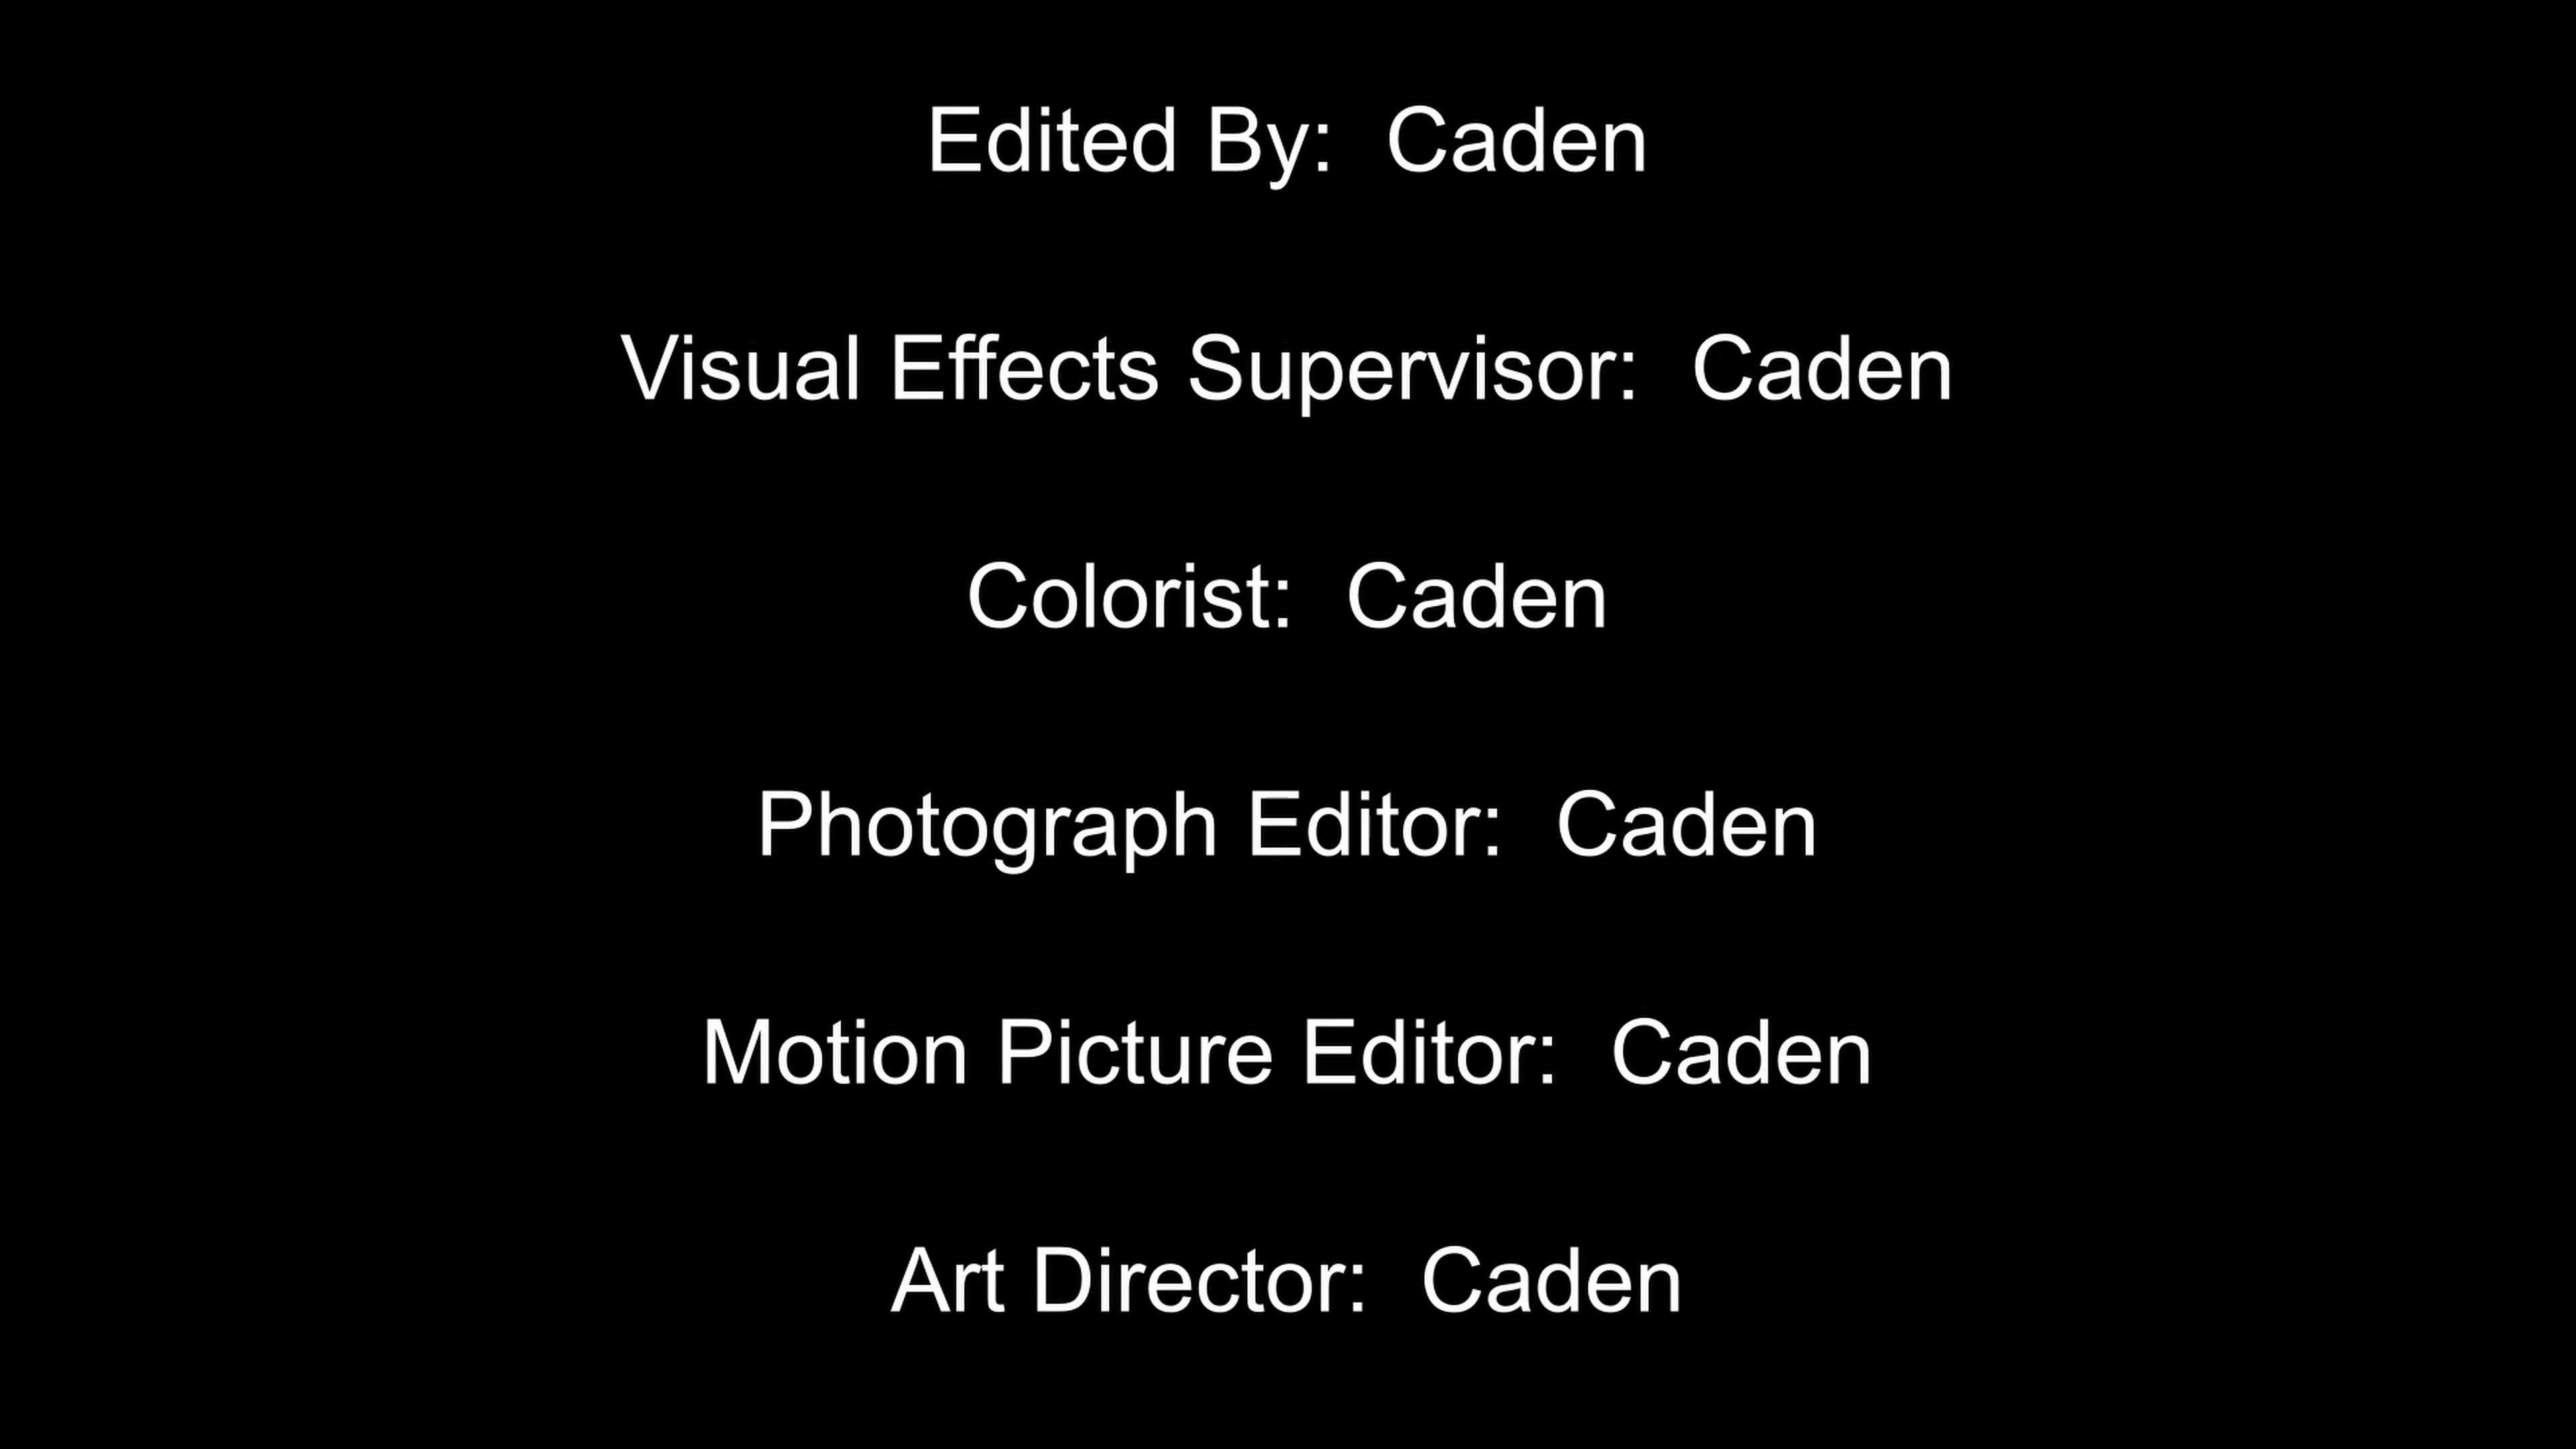 Edited By:  Caden
Visual Effects Supervisor:  Caden
Colorist:  Caden
Photograph Editor:  Caden
Motion Picture Editor:  Caden
Art Director:  Caden